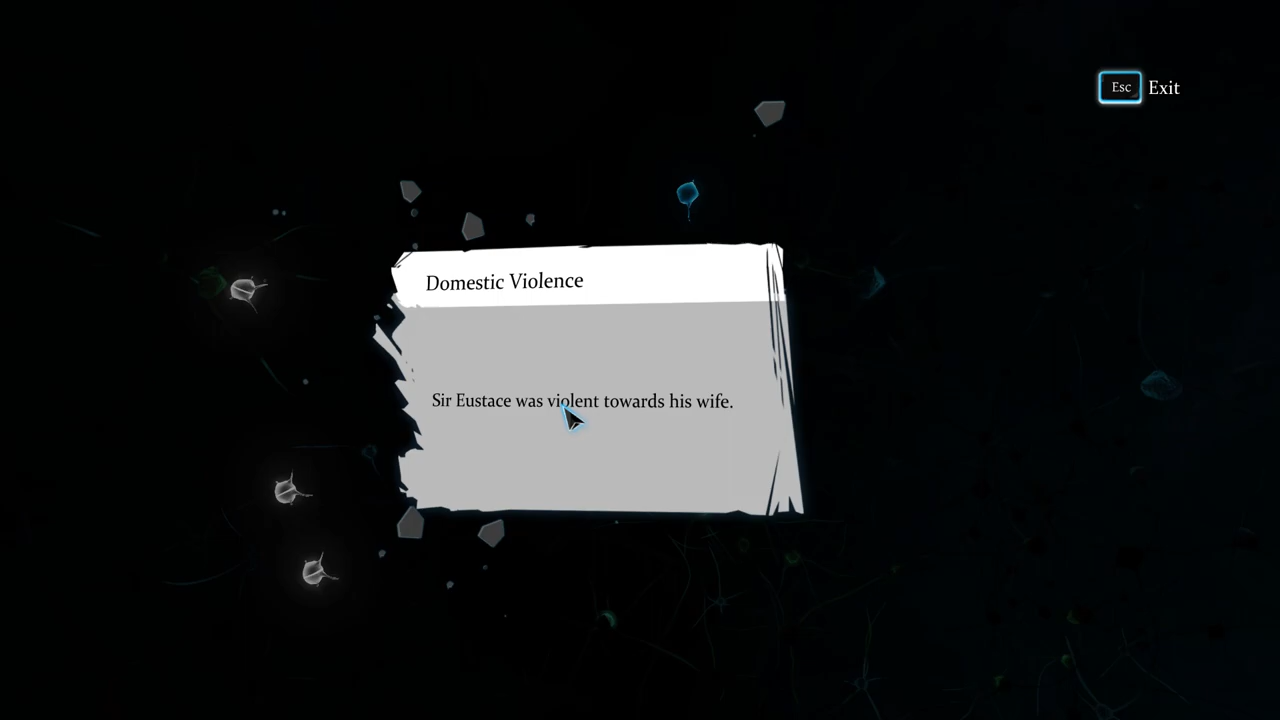 Esc Exit
Domestic Violence
Sir Eustace was violent towards his wife.